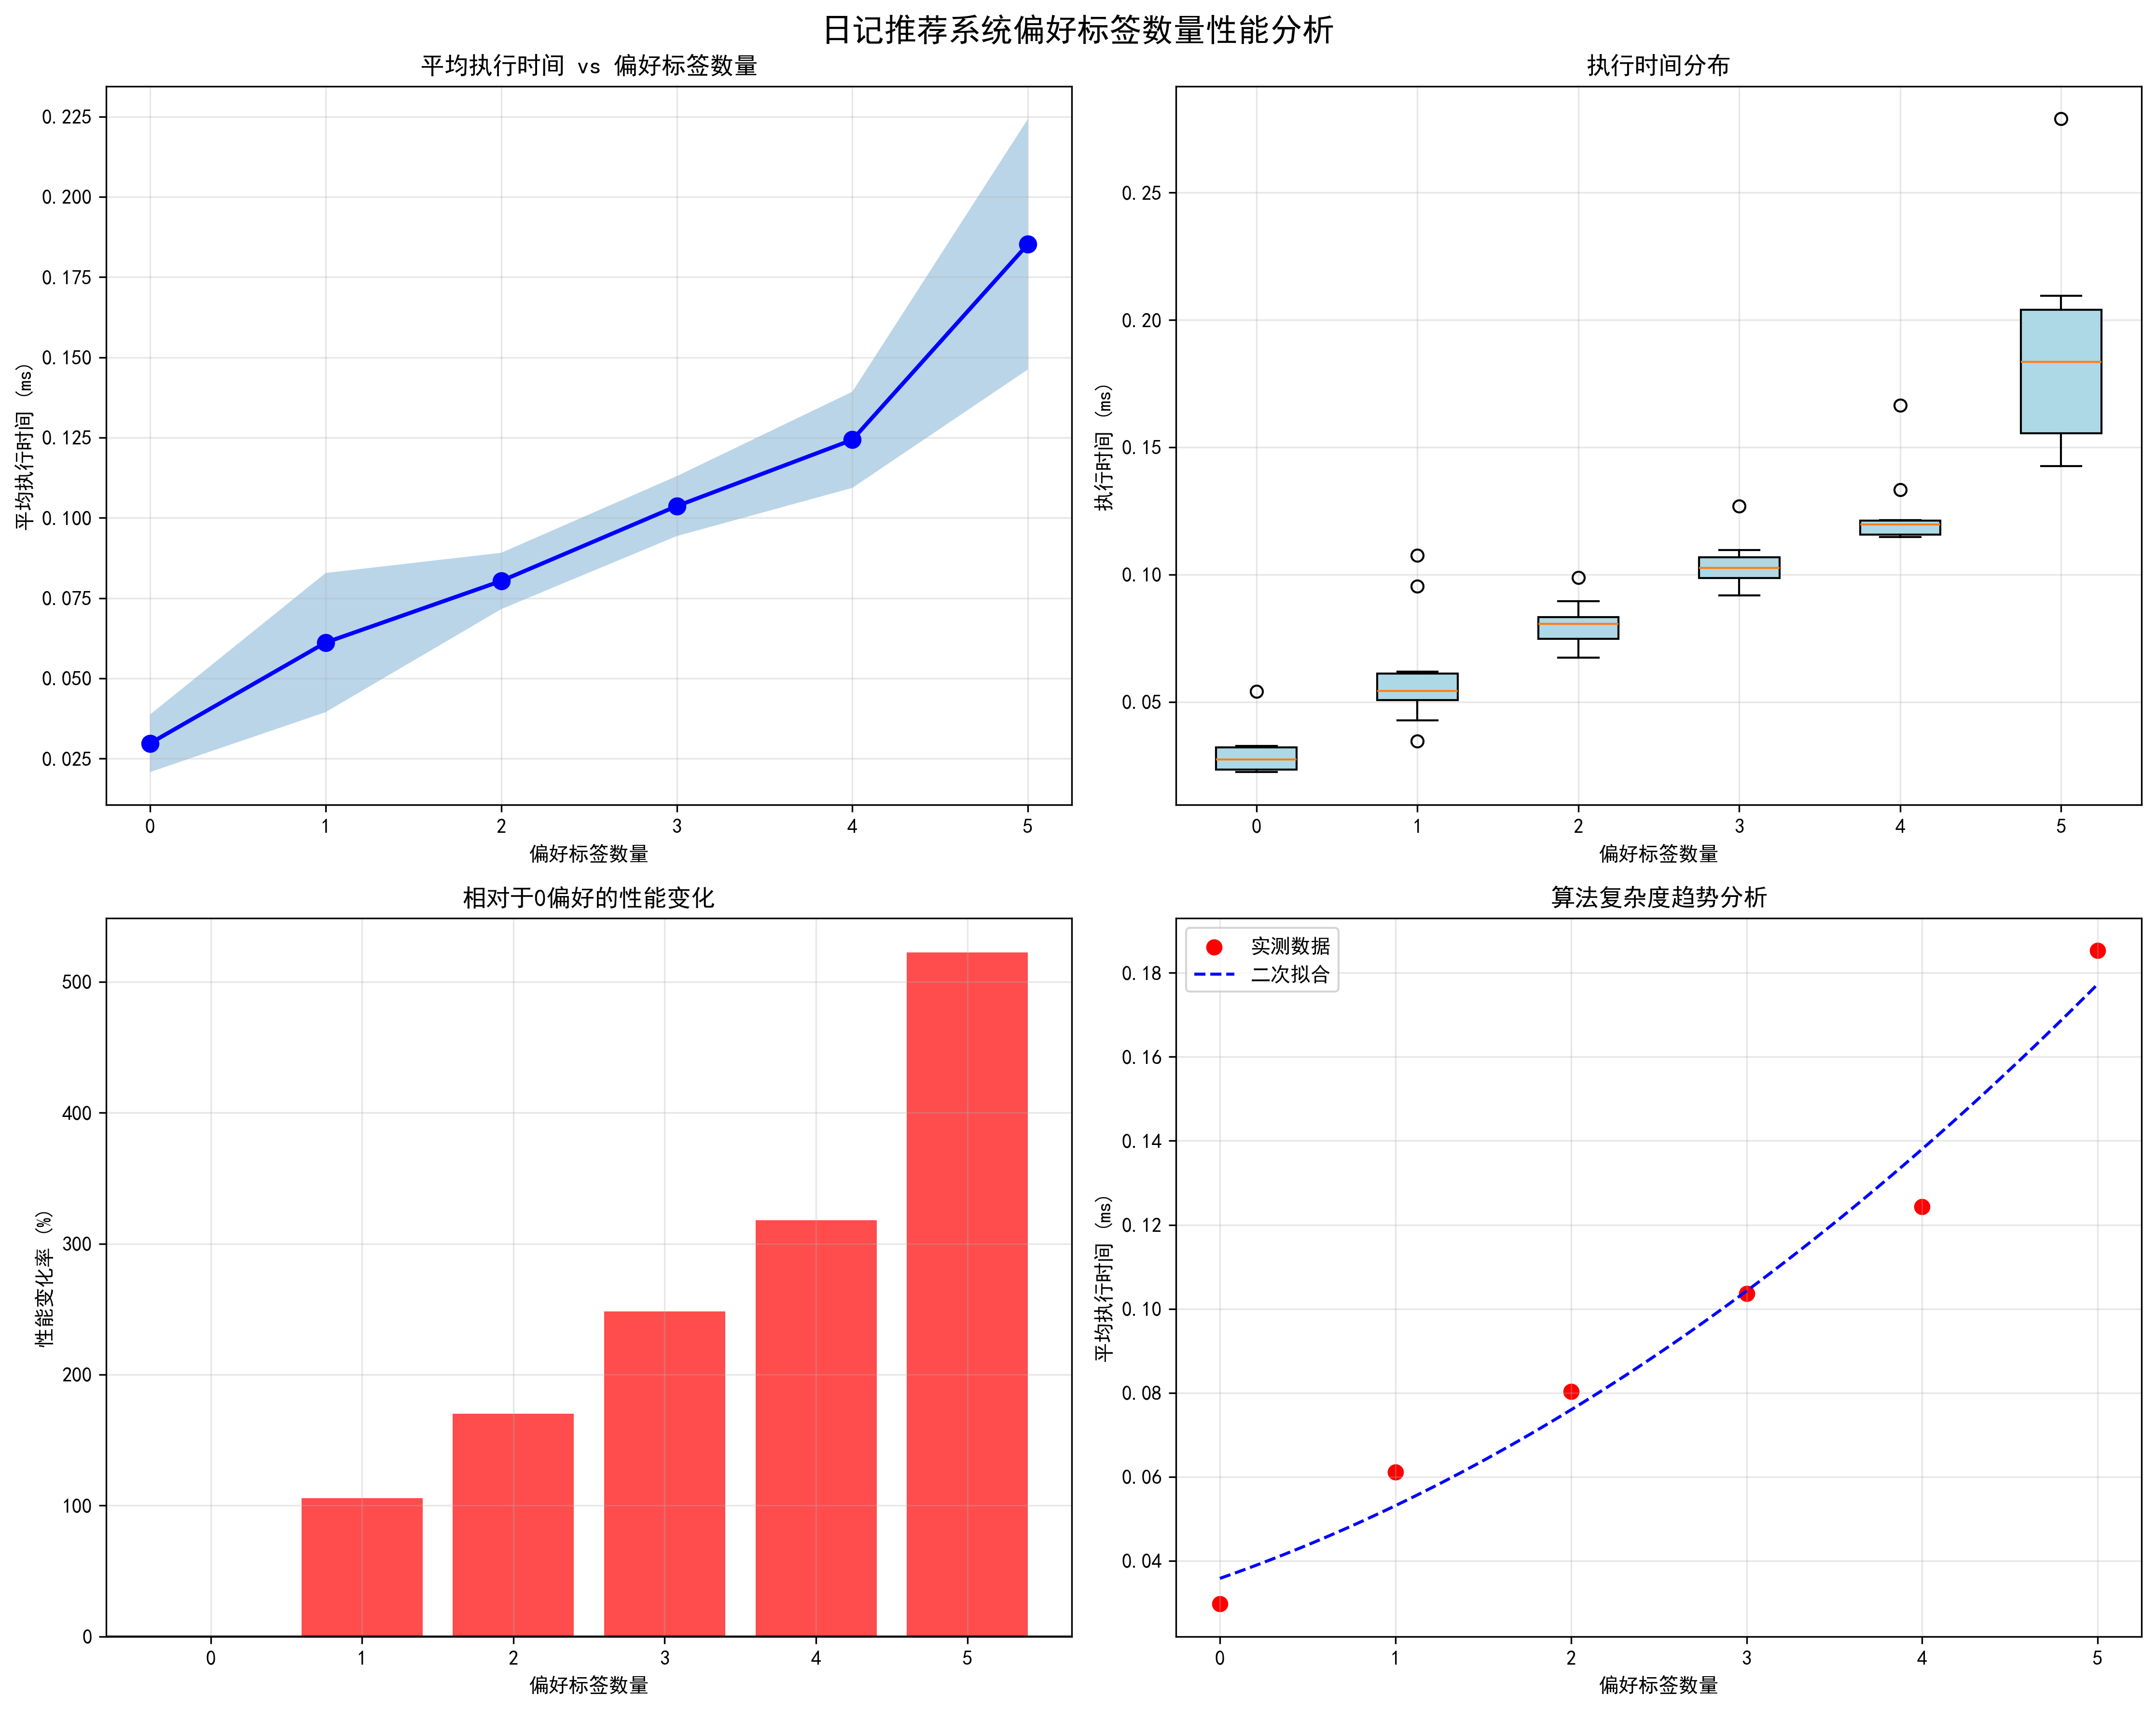 日记推荐系统偏好标签数量性能分析
平均执行时间 vs 偏好标签数量
平均执行时间 (ms)
0.225
0.200
0.175
0.150
0.125
0.100
0.075
0.050
0.025
0 1 2 3 4 5
偏好标签数量
执行时间分布
执行时间 (ms)
0.25
0.20
0.15
0.10
0.05
0 1 2 3 4 5
偏好标签数量
相对于0偏好的性能变化
性能变化率 (%)
500
400
300
200
100
0
0 1 2 3 4 5
偏好标签数量
算法复杂度趋势分析
实测数据
二次拟合
平均执行时间 (ms)
0.18
0.16
0.14
0.12
0.10
0.08
0.06
0.04
0 1 2 3 4 5
偏好标签数量